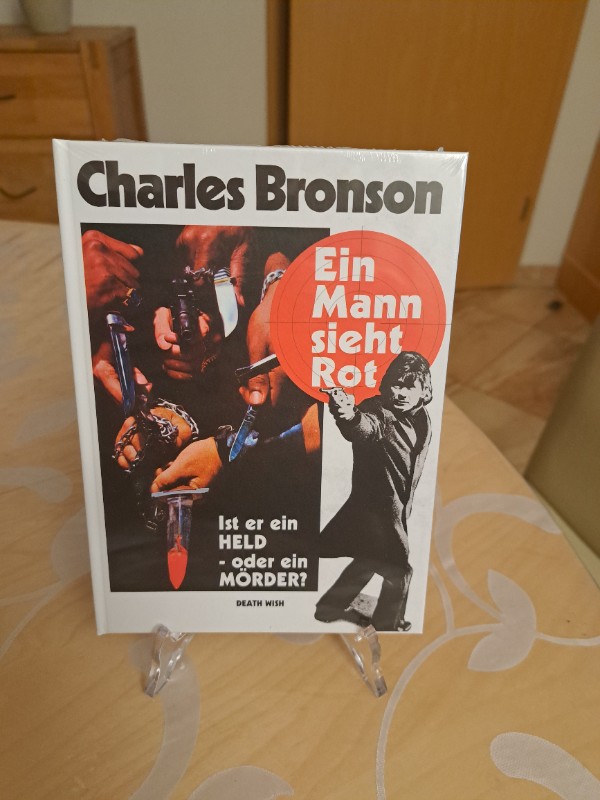 Charles Bronson
Ein
Mann
sieht
Rot
Ist er ein
HELD
- oder ein
MÖRDER?
DEATH WISH